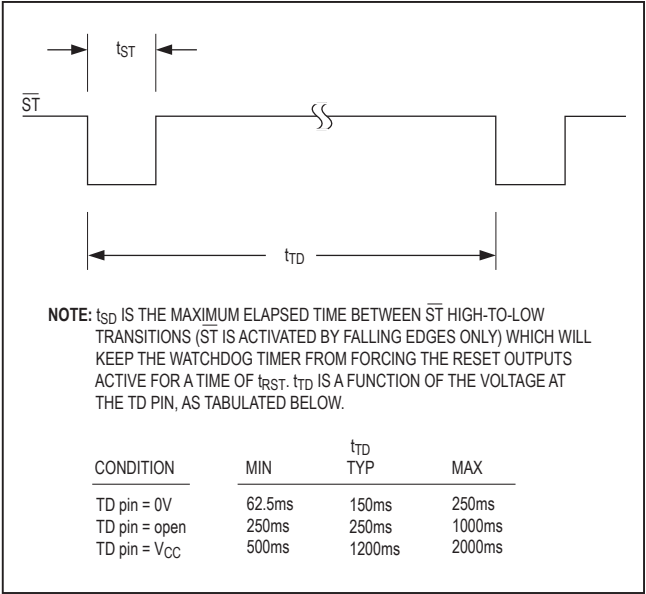 tST
S̅T̅
tTD
NOTE: tSD IS THE MAXIMUM ELAPSED TIME BETWEEN S̅T̅ HIGH-TO-LOW
TRANSITIONS (S̅T̅ IS ACTIVATED BY FALLING EDGES ONLY) WHICH WILL
KEEP THE WATCHDOG TIMER FROM FORCING THE RESET OUTPUTS
ACTIVE FOR A TIME OF tRST. tTD IS A FUNCTION OF THE VOLTAGE AT
THE TD PIN, AS TABULATED BELOW.
tTD
CONDITION MIN TYP MAX
TD pin = 0V 62.5ms 150ms 250ms
TD pin = open 250ms 250ms 1000ms
TD pin = VCC 500ms 1200ms 2000ms